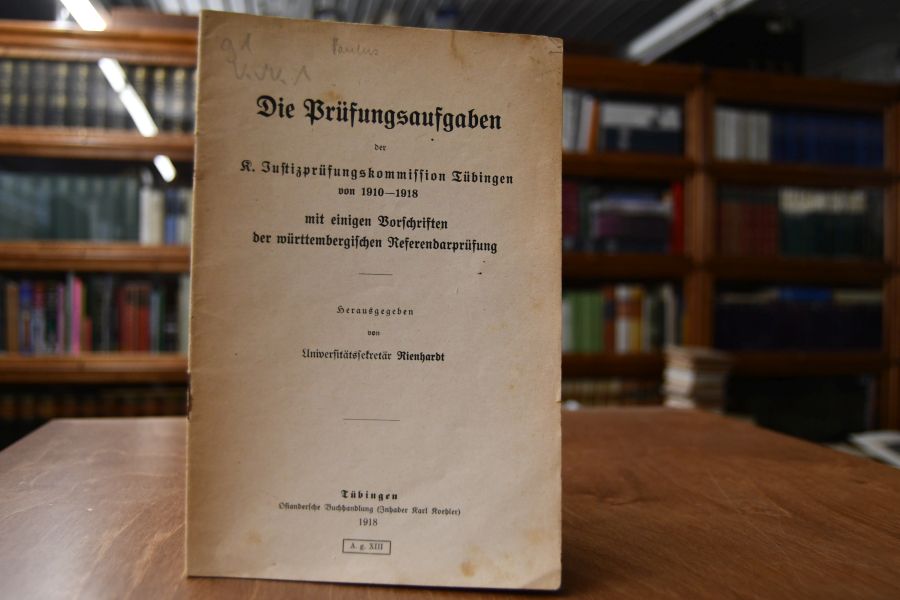 Paulus
Die Prüfungsaufgaben
der
K. Justizprüfungskommission Tübingen
von 1910—1918
mit einigen Vorschriften
der württembergischen Referendarprüfung
Herausgegeben
von
Universitätssekretär Rienhardt
Tübingen
Osiandersche Buchhandlung (Inhaber Karl Koehler)
1918
A. g. XIII